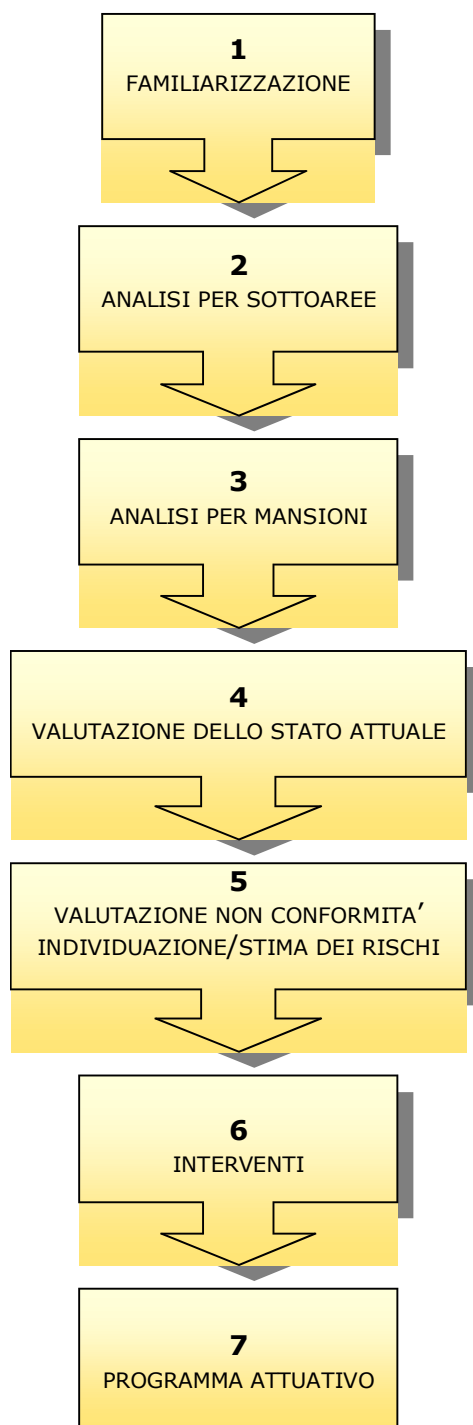 1
FAMILIARIZZAZIONE
2
ANALISI PER SOTTOAREE
3
ANALISI PER MANSIONI
4
VALUTAZIONE DELLO STATO ATTUALE
5
VALUTAZIONE NON CONFORMITA’
INDIVIDUAZIONE/STIMA DEI RISCHI
6
INTERVENTI
7
PROGRAMMA ATTUATIVO